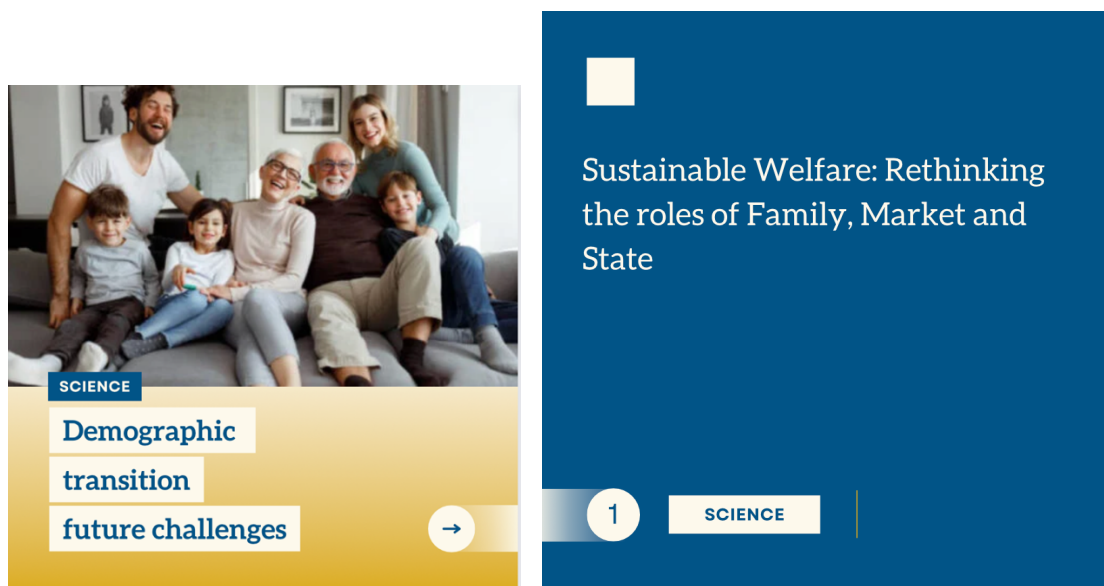 SCIENCE
Demographic
transition
future challenges
Sustainable Welfare: Rethinking
the roles of Family, Market and
State
1
SCIENCE